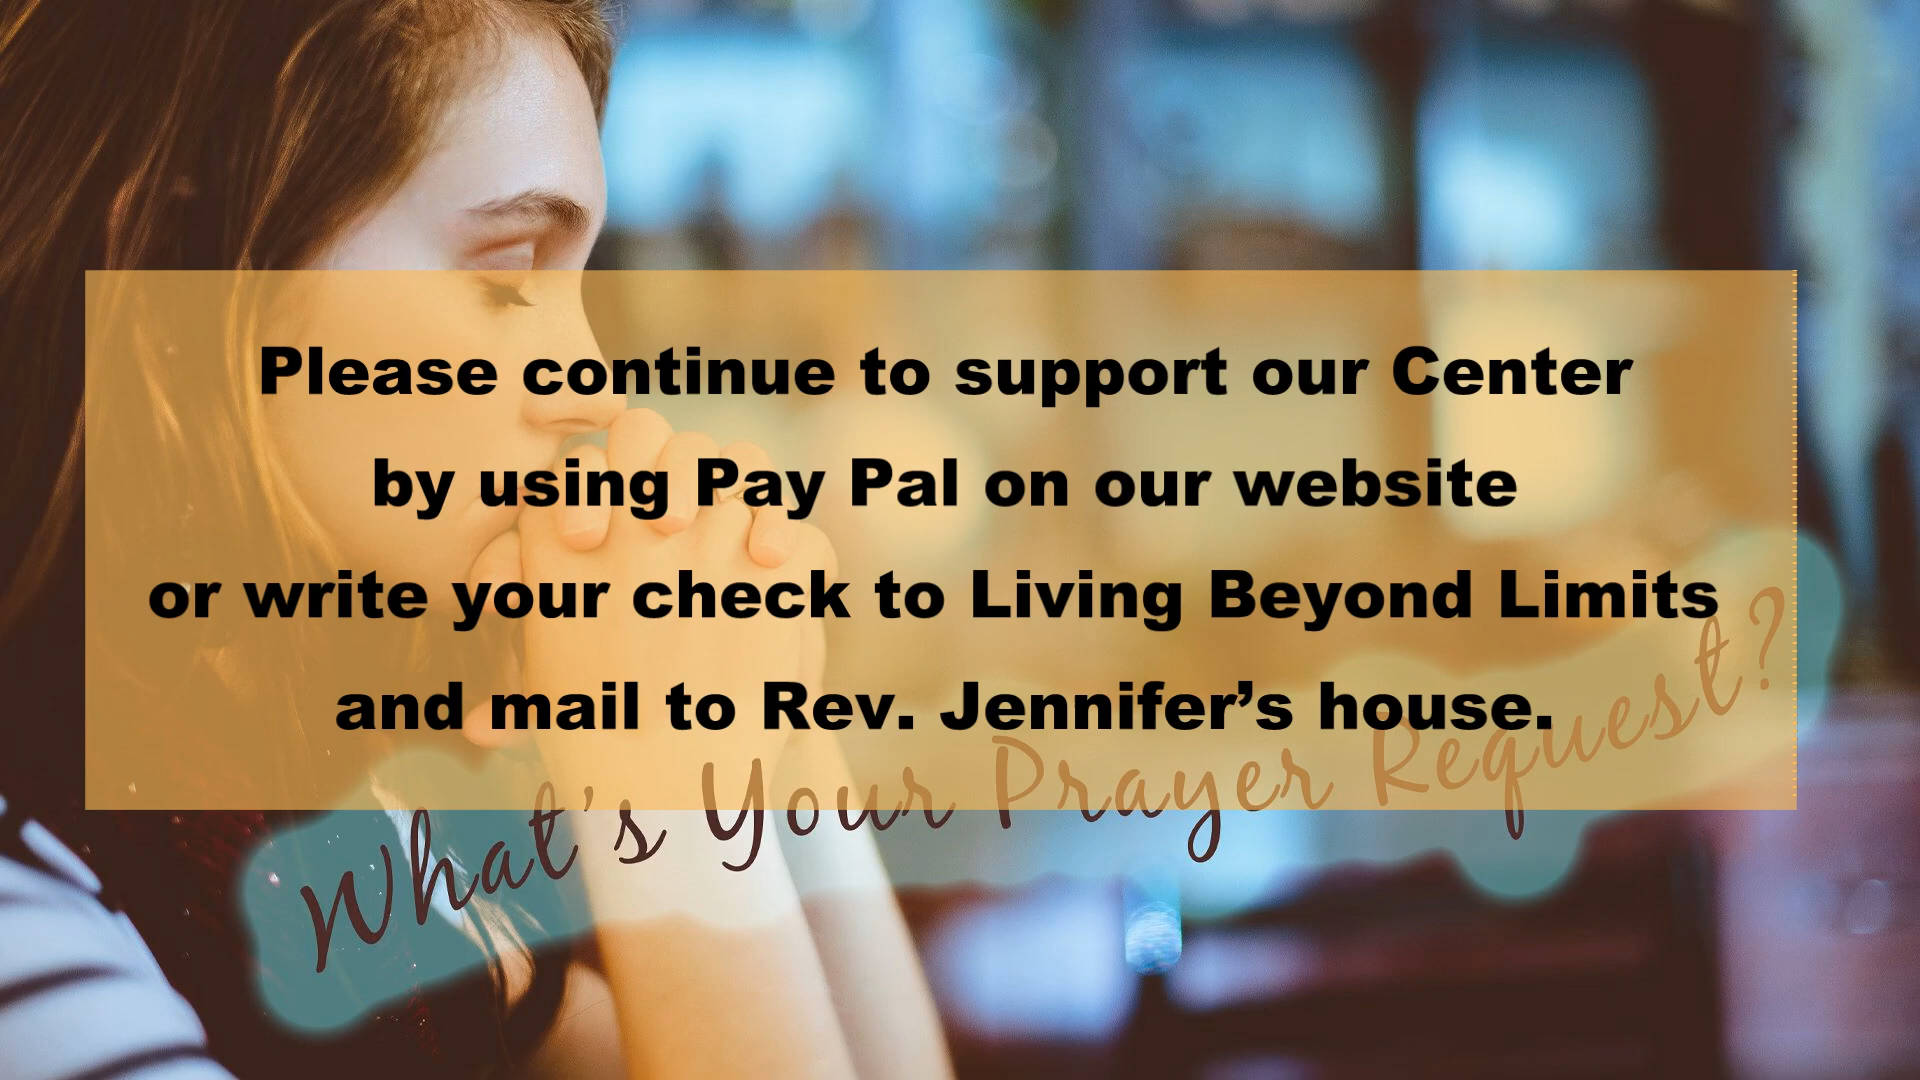 Please continue to support our Center
by using Pay Pal on our website
or write your check to Living Beyond Limits
and mail to Rev. Jennifer’s house.
What's Your Prayer Request?